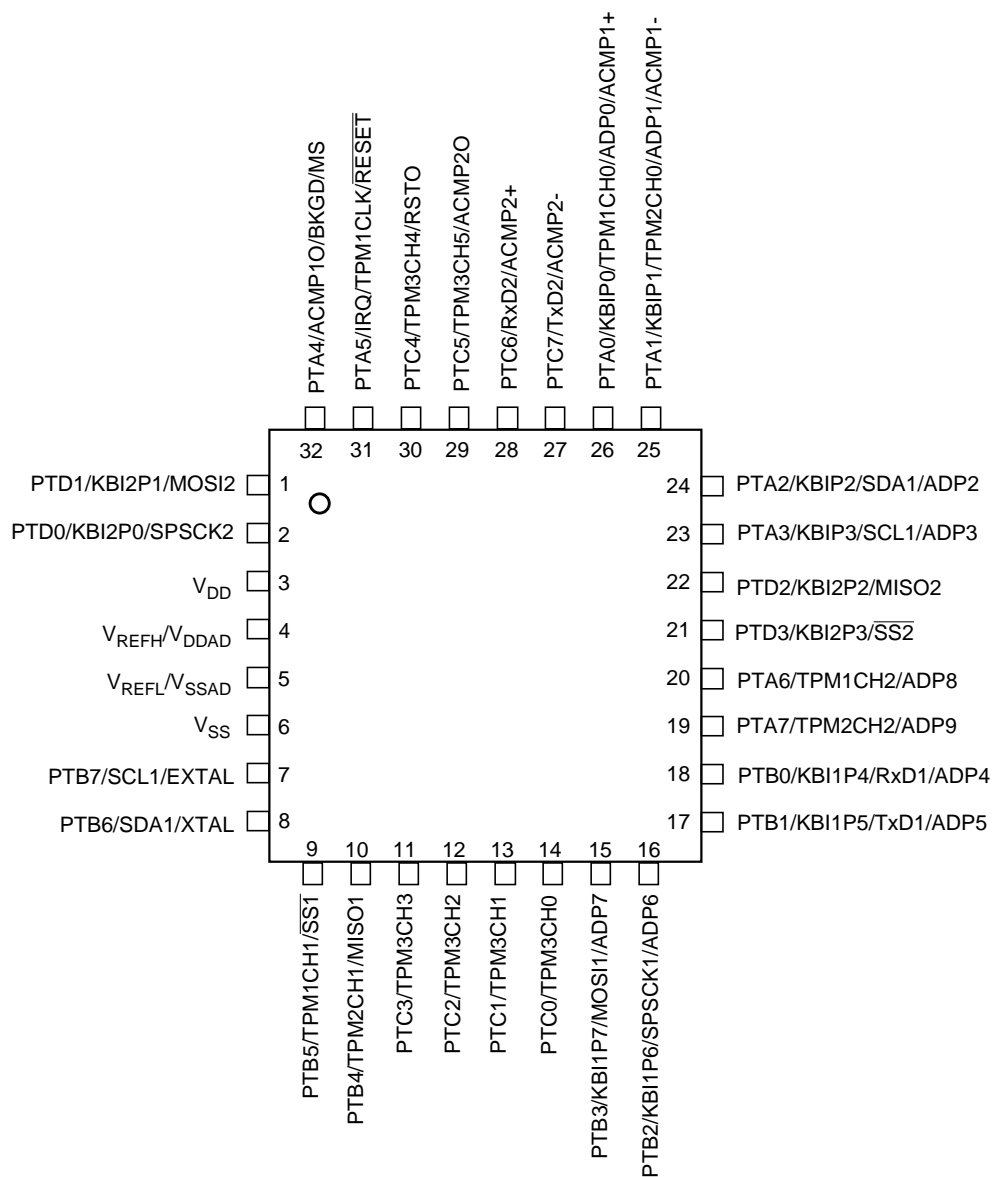 PTA4/ACMP1O/BKGD/MS
PTA5/IRQ/TPM1CLK/RESET
PTC4/TPM3CH4/RSTO
PTC5/TPM3CH5/ACMP2O
PTC6/RxD2/ACMP2+
PTC7/TxD2/ACMP2-
PTA0/KBIP0/TPM1CH0/ADP0/ACMP1+
PTA1/KBIP1/TPM2CH0/ADP1/ACMP1-
32 31 30 29 28 27 26 25
PTD1/KBI2P1/MOSI2 1
PTD0/KBI2P0/SPSCK2 2
VDD 3
VREFH/VDDAD 4
VREFL/VSSAD 5
VSS 6
PTB7/SCL1/EXTAL 7
PTB6/SDA1/XTAL 8
24 PTA2/KBIP2/SDA1/ADP2
23 PTA3/KBIP3/SCL1/ADP3
22 PTD2/KBI2P2/MISO2
21 PTD3/KBI2P3/SS2
20 PTA6/TPM1CH2/ADP8
19 PTA7/TPM2CH2/ADP9
18 PTB0/KBI1P4/RxD1/ADP4
17 PTB1/KBI1P5/TxD1/ADP5
9 10 11 12 13 14 15 16
PTB5/TPM1CH1/SS1
PTB4/TPM2CH1/MISO1
PTC3/TPM3CH3
PTC2/TPM3CH2
PTC1/TPM3CH1
PTC0/TPM3CH0
PTB3/KBI1P7/MOSI1/ADP7
PTB2/KBI1P6/SPSCK1/ADP6